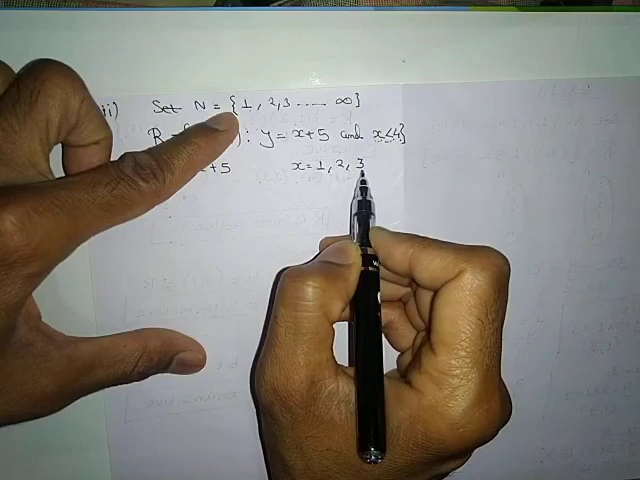 ii) Set N = {1, 2, 3 ..... ∞}
R = : y = x+5 and x<4}
x+5 x = 1, 2, 3